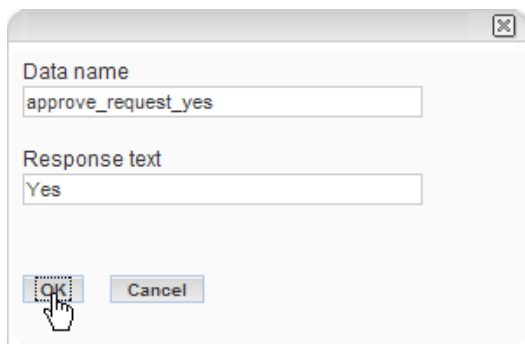 Data name
approve_request_yes
Response text
Yes
OK Cancel